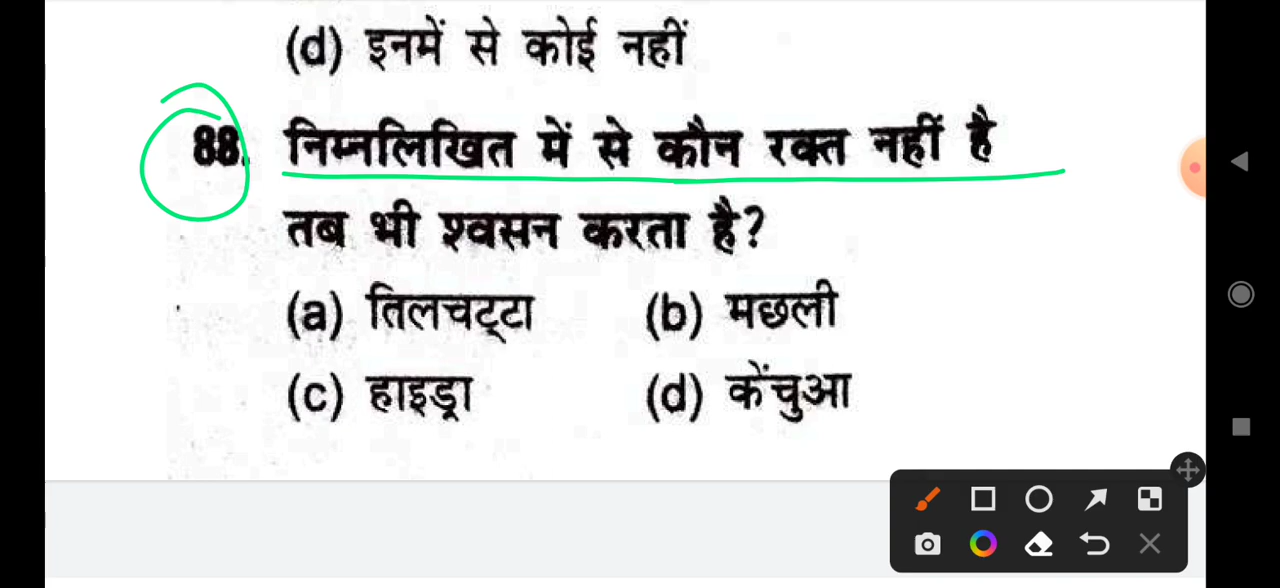 (d) इनमें से कोई नहीं
88. निम्नलिखित में से कौन रक्त नहीं है
तब भी श्वसन करता है?
(a) तिलचट्टा (b) मछली
(c) हाइड्रा (d) केंचुआ